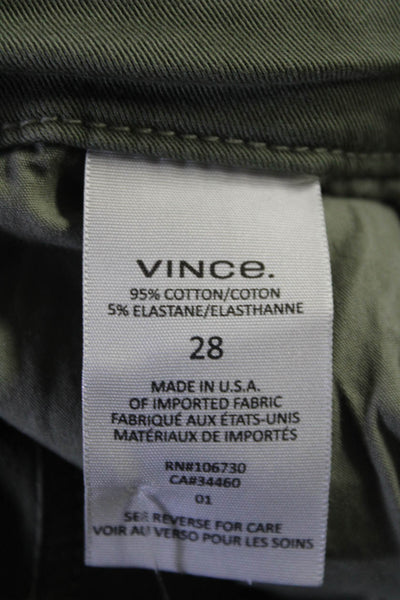 VINCE.
95% COTTON/COTON
5% ELASTANE/ELASTHANNE
28
MADE IN U.S.A.
OF IMPORTED FABRIC
FABRIQUÉ AUX ÉTATS-UNIS
MATÉRIAUX DE IMPORTÉS
RN#106730
CA#34460
01
SEE REVERSE FOR CARE
VOIR AU VERSO POUR LES SOINS